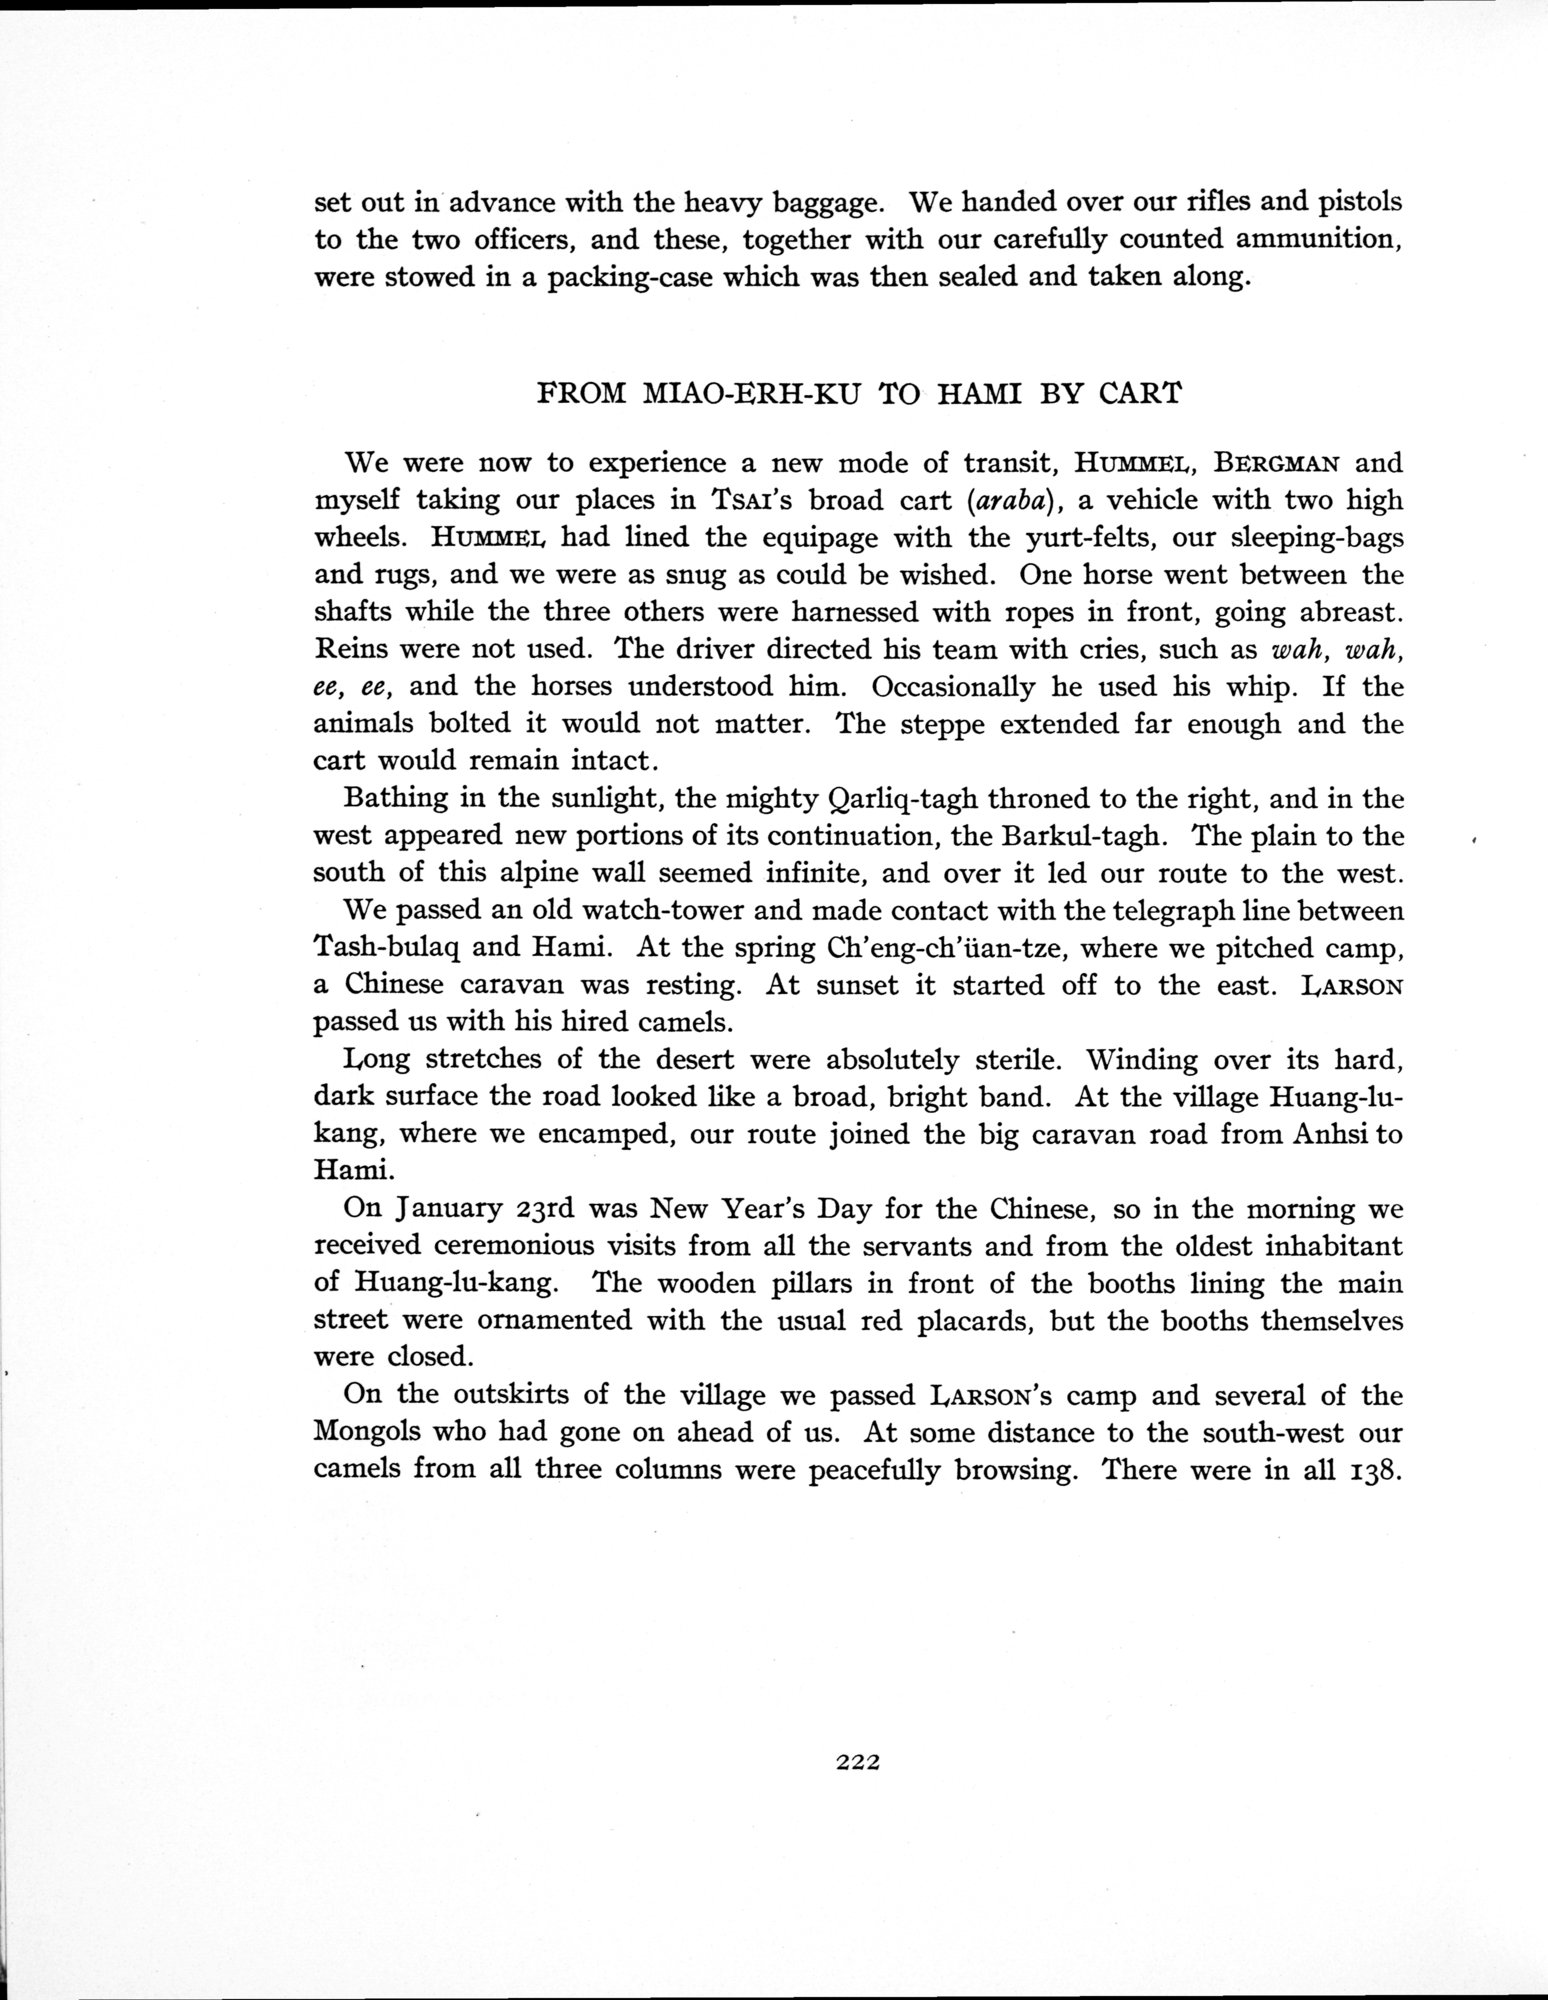 set out in advance with the heavy baggage. We handed over our rifles and pistols
to the two officers, and these, together with our carefully counted ammunition,
were stowed in a packing-case which was then sealed and taken along.
FROM MIAO-ERH-KU TO HAMI BY CART
We were now to experience a new mode of transit, HUMMEL, BERGMAN and
myself taking our places in TSAI's broad cart (araba), a vehicle with two high
wheels. HUMMEL had lined the equipage with the yurt-felts, our sleeping-bags
and rugs, and we were as snug as could be wished. One horse went between the
shafts while the three others were harnessed with ropes in front, going abreast.
Reins were not used. The driver directed his team with cries, such as wah, wah,
ee, ee, and the horses understood him. Occasionally he used his whip. If the
animals bolted it would not matter. The steppe extended far enough and the
cart would remain intact.
Bathing in the sunlight, the mighty Qarliq-tagh throned to the right, and in the
west appeared new portions of its continuation, the Barkul-tagh. The plain to the
south of this alpine wall seemed infinite, and over it led our route to the west.
We passed an old watch-tower and made contact with the telegraph line between
Tash-bulaq and Hami. At the spring Ch'eng-ch'üan-tze, where we pitched camp,
a Chinese caravan was resting. At sunset it started off to the east. LARSON
passed us with his hired camels.
Long stretches of the desert were absolutely sterile. Winding over its hard,
dark surface the road looked like a broad, bright band. At the village Huang-lu-
kang, where we encamped, our route joined the big caravan road from Anhsi to
Hami.
On January 23rd was New Year's Day for the Chinese, so in the morning we
received ceremonious visits from all the servants and from the oldest inhabitant
of Huang-lu-kang. The wooden pillars in front of the booths lining the main
street were ornamented with the usual red placards, but the booths themselves
were closed.
On the outskirts of the village we passed LARSON's camp and several of the
Mongols who had gone on ahead of us. At some distance to the south-west our
camels from all three columns were peacefully browsing. There were in all 138.
222